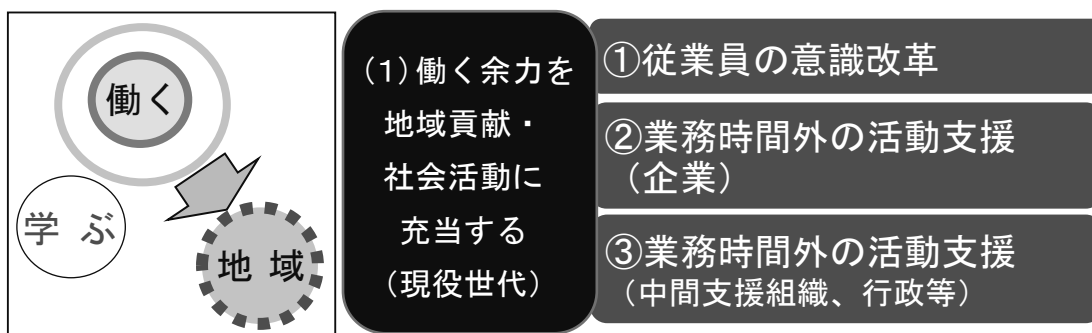 働く
学 ぶ
地 域
(1)働く余力を
地域貢献・
社会活動に
充当する
(現役世代)
①従業員の意識改革
②業務時間外の活動支援
(企業)
③業務時間外の活動支援
(中間支援組織、行政等)